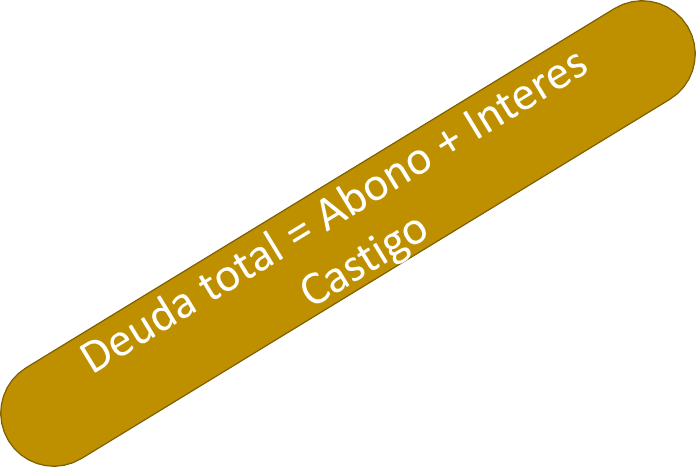 Deuda total = Abono + Interes
Castigo